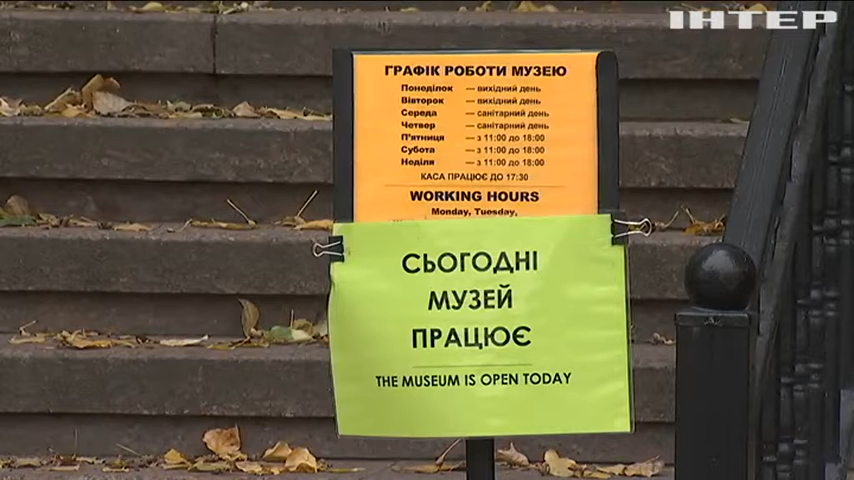 ІНТЕР
ГРАФІК РОБОТИ МУЗЕЮ
Понеділок — вихідний день
Вівторок — вихідний день
Середа — санітарний день
Четвер — санітарний день
П'ятниця — з 11:00 до 18:00
Субота — з 11:00 до 18:00
Неділя — з 11:00 до 18:00
КАСА ПРАЦЮЄ ДО 17:30
WORKING HOURS
Monday, Tuesday,
СЬОГОДНІ
МУЗЕЙ
ПРАЦЮЄ
THE MUSEUM IS OPEN TODAY